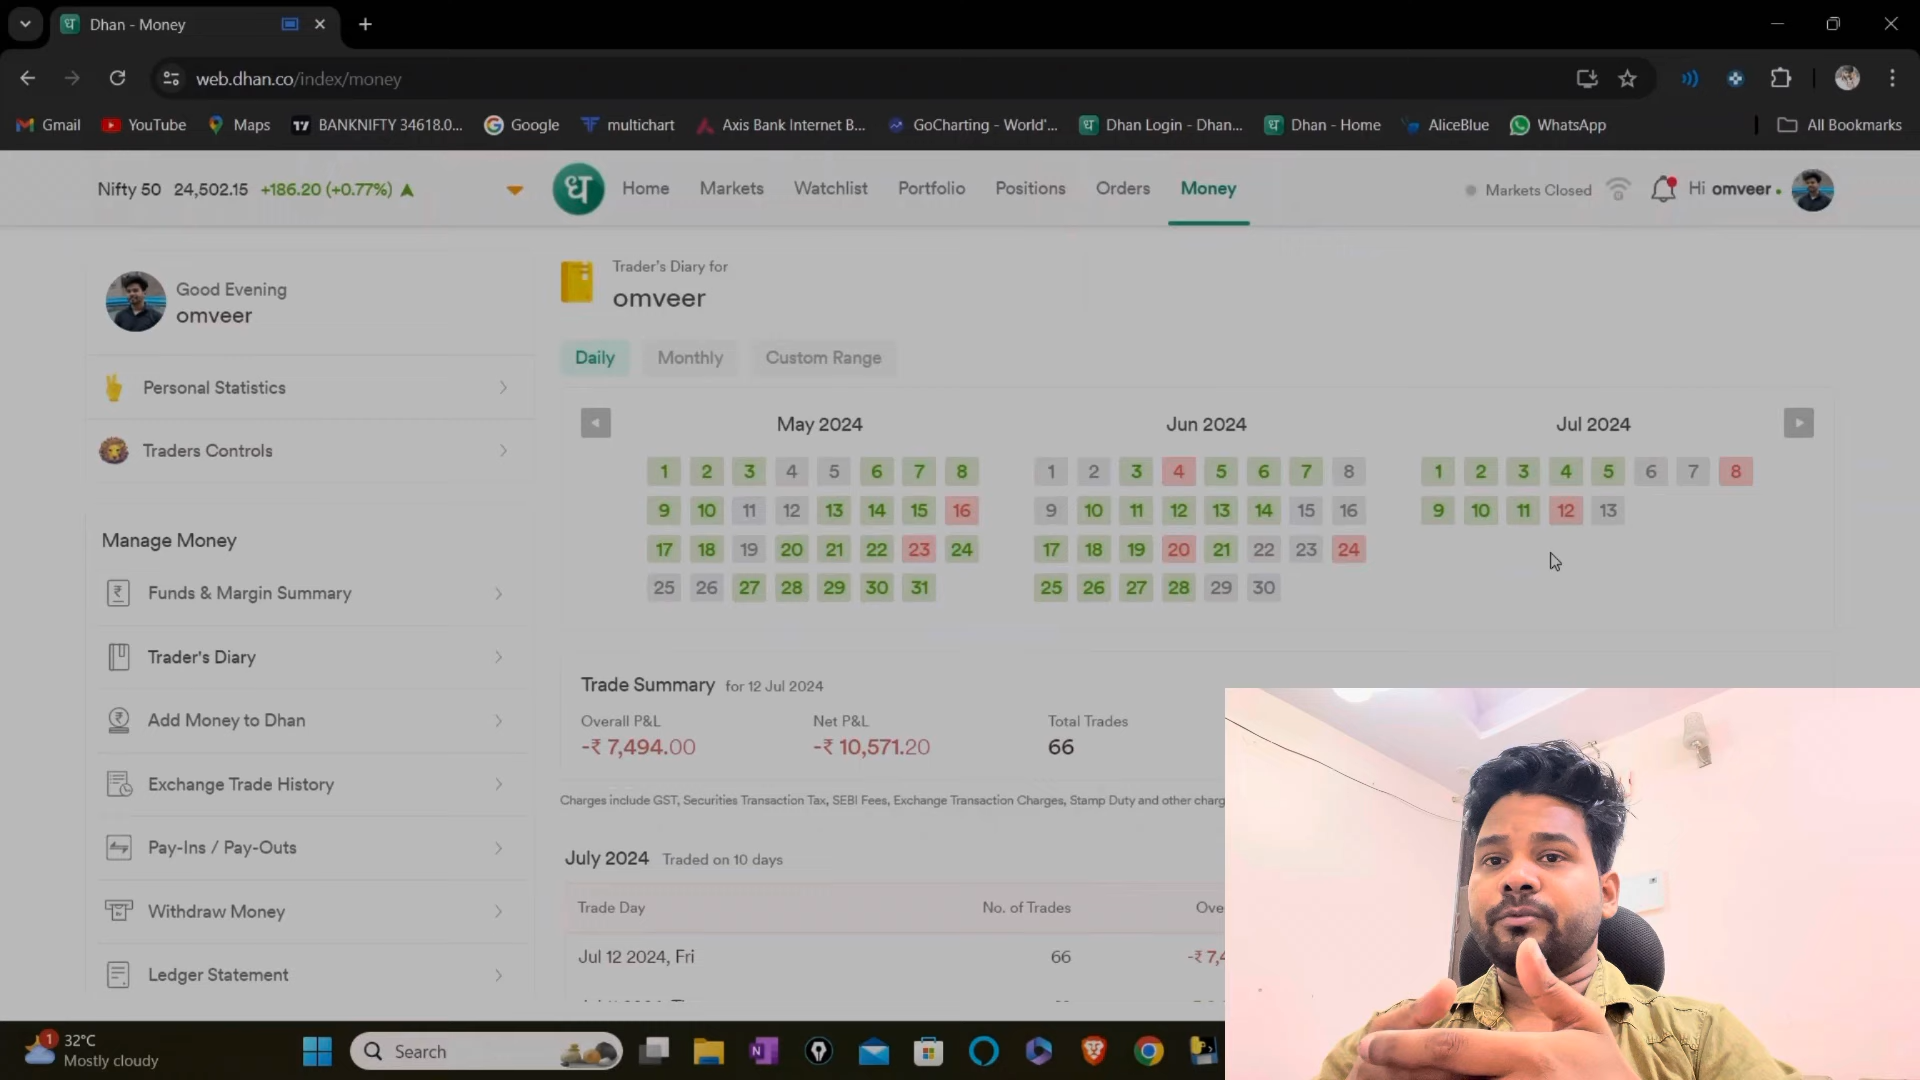 Dhan - Money
web.dhan.co/index/money
Gmail YouTube Maps BANKNIFTY 34618.0... Google multichart Axis Bank Internet B... GoCharting - World'... Dhan Login - Dhan... Dhan - Home AliceBlue WhatsApp All Bookmarks
Nifty 50 24,502.15 +186.20 (+0.77%) ध Home Markets Watchlist Portfolio Positions Orders Money Markets Closed Hi omveer
Good Evening
omveer
Personal Statistics
Traders Controls
Manage Money
Funds & Margin Summary
Trader's Diary
Add Money to Dhan
Exchange Trade History
Pay-Ins / Pay-Outs
Withdraw Money
Ledger Statement
Trader's Diary for
omveer
Daily Monthly Custom Range
May 2024
1 2 3 4 5 6 7 8
9 10 11 12 13 14 15 16
17 18 19 20 21 22 23 24
25 26 27 28 29 30 31
Jun 2024
1 2 3 4 5 6 7 8
9 10 11 12 13 14 15 16
17 18 19 20 21 22 23 24
25 26 27 28 29 30
Jul 2024
1 2 3 4 5 6 7 8
9 10 11 12 13
Trade Summary for 12 Jul 2024
Overall P&L Net P&L Total Trades
-₹ 7,494.00 -₹ 10,571.20 66
Charges include GST, Securities Transaction Tax, SEBI Fees, Exchange Transaction Charges, Stamp Duty and other charg
July 2024 Traded on 10 days
Trade Day No. of Trades Ove
Jul 12 2024, Fri 66 -₹ 7,4
1 32°C
Mostly cloudy
Search